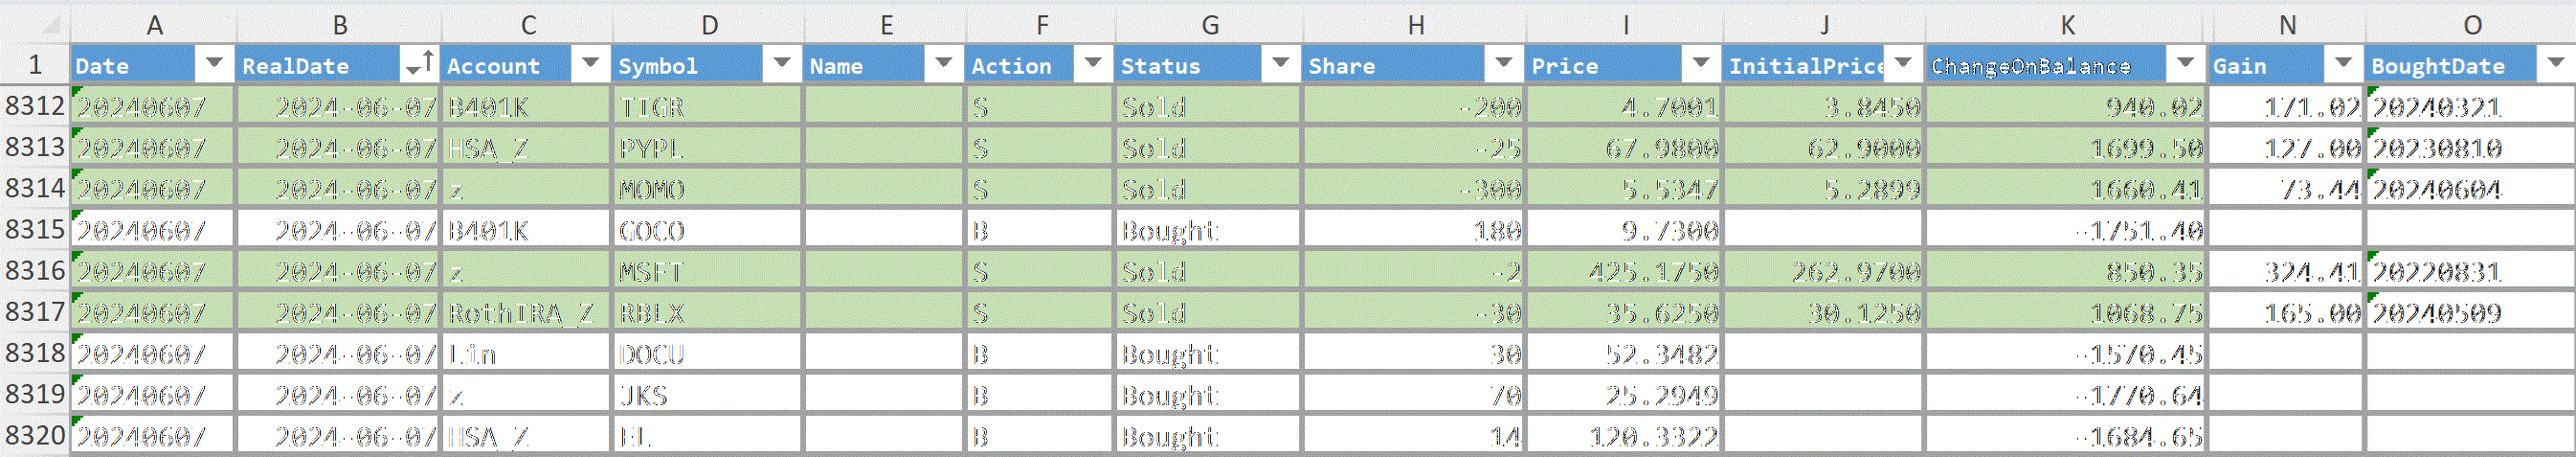 A B C D E F G H I J K N O
1 Date RealDate Account Symbol Name Action Status Share Price InitialPrice ChangeOnBalance Gain BoughtDate
8312 20240607 2024-06-07 B401K TIGR S Sold -200 4.7001 3.8450 940.02 171.02 20240321
8313 20240607 2024-06-07 HSA_Z PYPL S Sold -25 67.9800 62.9000 1699.50 127.00 20230810
8314 20240607 2024-06-07 z MOMO S Sold -300 5.5347 5.2899 1660.41 73.44 20240604
8315 20240607 2024-06-07 B401K GOCO B Bought 180 9.7300 -1751.40
8316 20240607 2024-06-07 z MSFT S Sold -2 425.1750 262.9700 850.35 324.41 20220831
8317 20240607 2024-06-07 RothIRA_Z RBLX S Sold -30 35.6250 30.1250 1068.75 165.00 20240509
8318 20240607 2024-06-07 Lin DOCU B Bought 30 52.3482 -1570.45
8319 20240607 2024-06-07 z JKS B Bought 70 25.2949 -1770.64
8320 20240607 2024-06-07 HSA_Z EL B Bought 14 120.3322 -1684.65